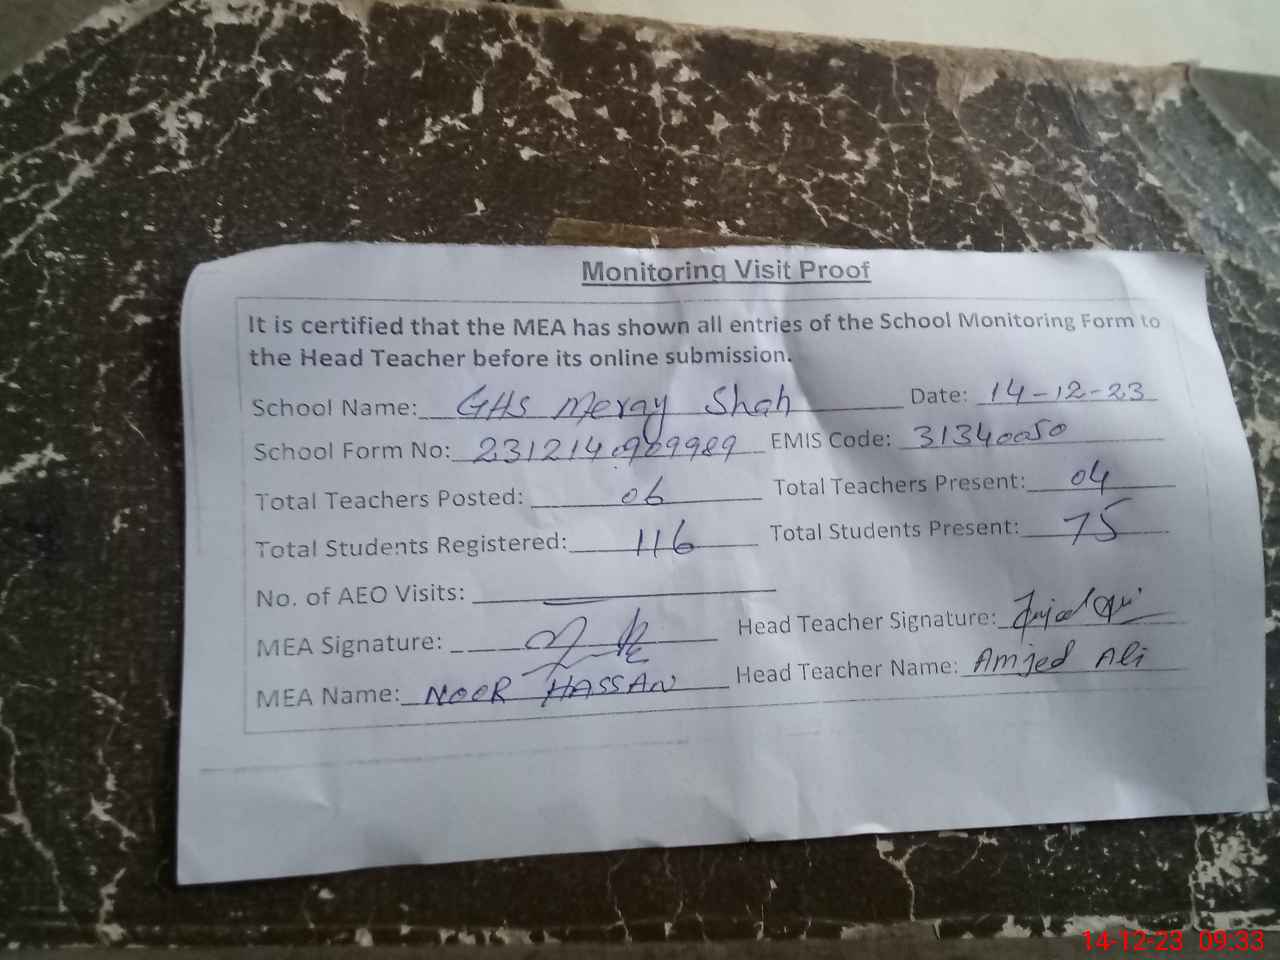 Monitoring Visit Proof
It is certified that the MEA has shown all entries of the School Monitoring Form to
the Head Teacher before its online submission.
School Name: GHS Meray Shah Date: 14-12-23
School Form No: EMIS Code: 31340050
Total Teachers Posted: 06 Total Teachers Present: 04
Total Students Registered: 116 Total Students Present: 75
No. of AEO Visits:
MEA Signature: Head Teacher Signature:
MEA Name: NOOR HASSAN Head Teacher Name: Amjed Ali
14-12-23 09:33